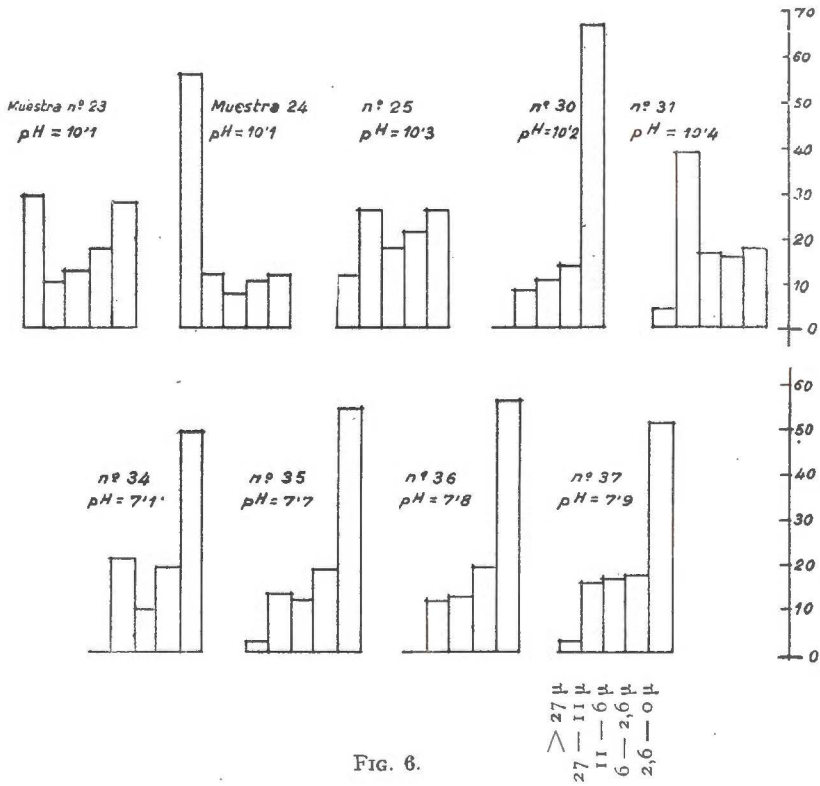 Muestra nº 23
pH = 10'1
Muestra 24
pH = 10'1
nº 25
pH = 10'3
nº 30
pH = 10'2
nº 31
pH = 10'4
70
60
50
40
30
20
10
0
nº 34
pH = 7'1'
nº 35
pH = 7'7
nº 36
pH = 7'8
nº 37
pH = 7'9
60
50
40
30
20
10
0
> 27 µ
27 — 11 µ
11 — 6 µ
6 — 2,6 µ
2,6 — 0 µ
FIG. 6.